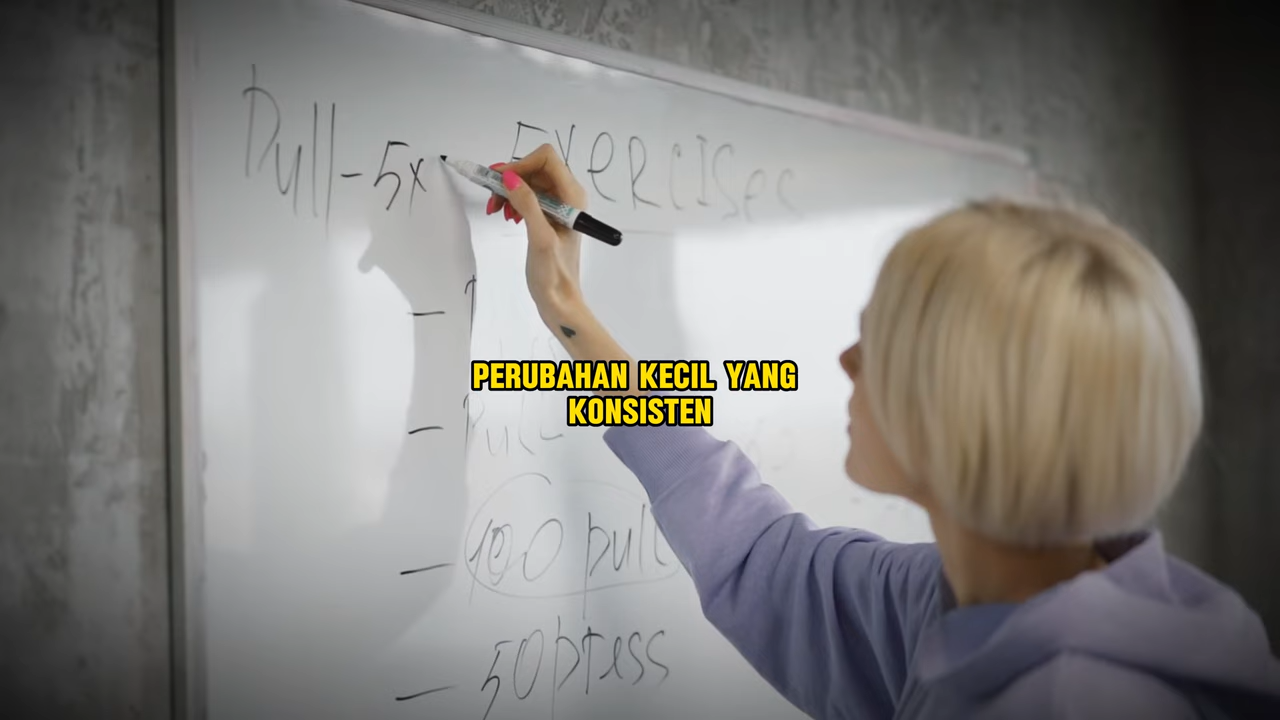 Pull-5x Exercises
PERUBAHAN KECIL YANG
KONSISTEN
- 100 pull
- 50 press